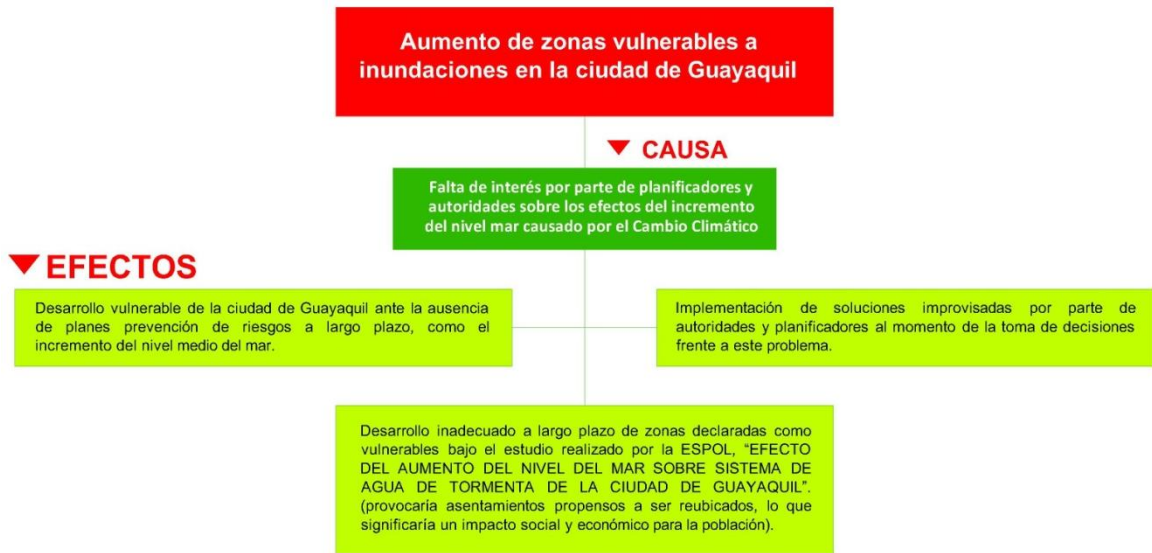 Aumento de zonas vulnerables a
inundaciones en la ciudad de Guayaquil
CAUSA
Falta de interés por parte de planificadores y
autoridades sobre los efectos del incremento
del nivel mar causado por el Cambio Climático
EFECTOS
Desarrollo vulnerable de la ciudad de Guayaquil ante la ausencia
de planes prevención de riesgos a largo plazo, como el
incremento del nivel medio del mar.
Implementación de soluciones improvisadas por parte de
autoridades y planificadores al momento de la toma de decisiones
frente a este problema.
Desarrollo inadecuado a largo plazo de zonas declaradas como
vulnerables bajo el estudio realizado por la ESPOL, “EFECTO
DEL AUMENTO DEL NIVEL DEL MAR SOBRE SISTEMA DE
AGUA DE TORMENTA DE LA CIUDAD DE GUAYAQUIL”.
(provocaría asentamientos propensos a ser reubicados, lo que
significaría un impacto social y económico para la población).